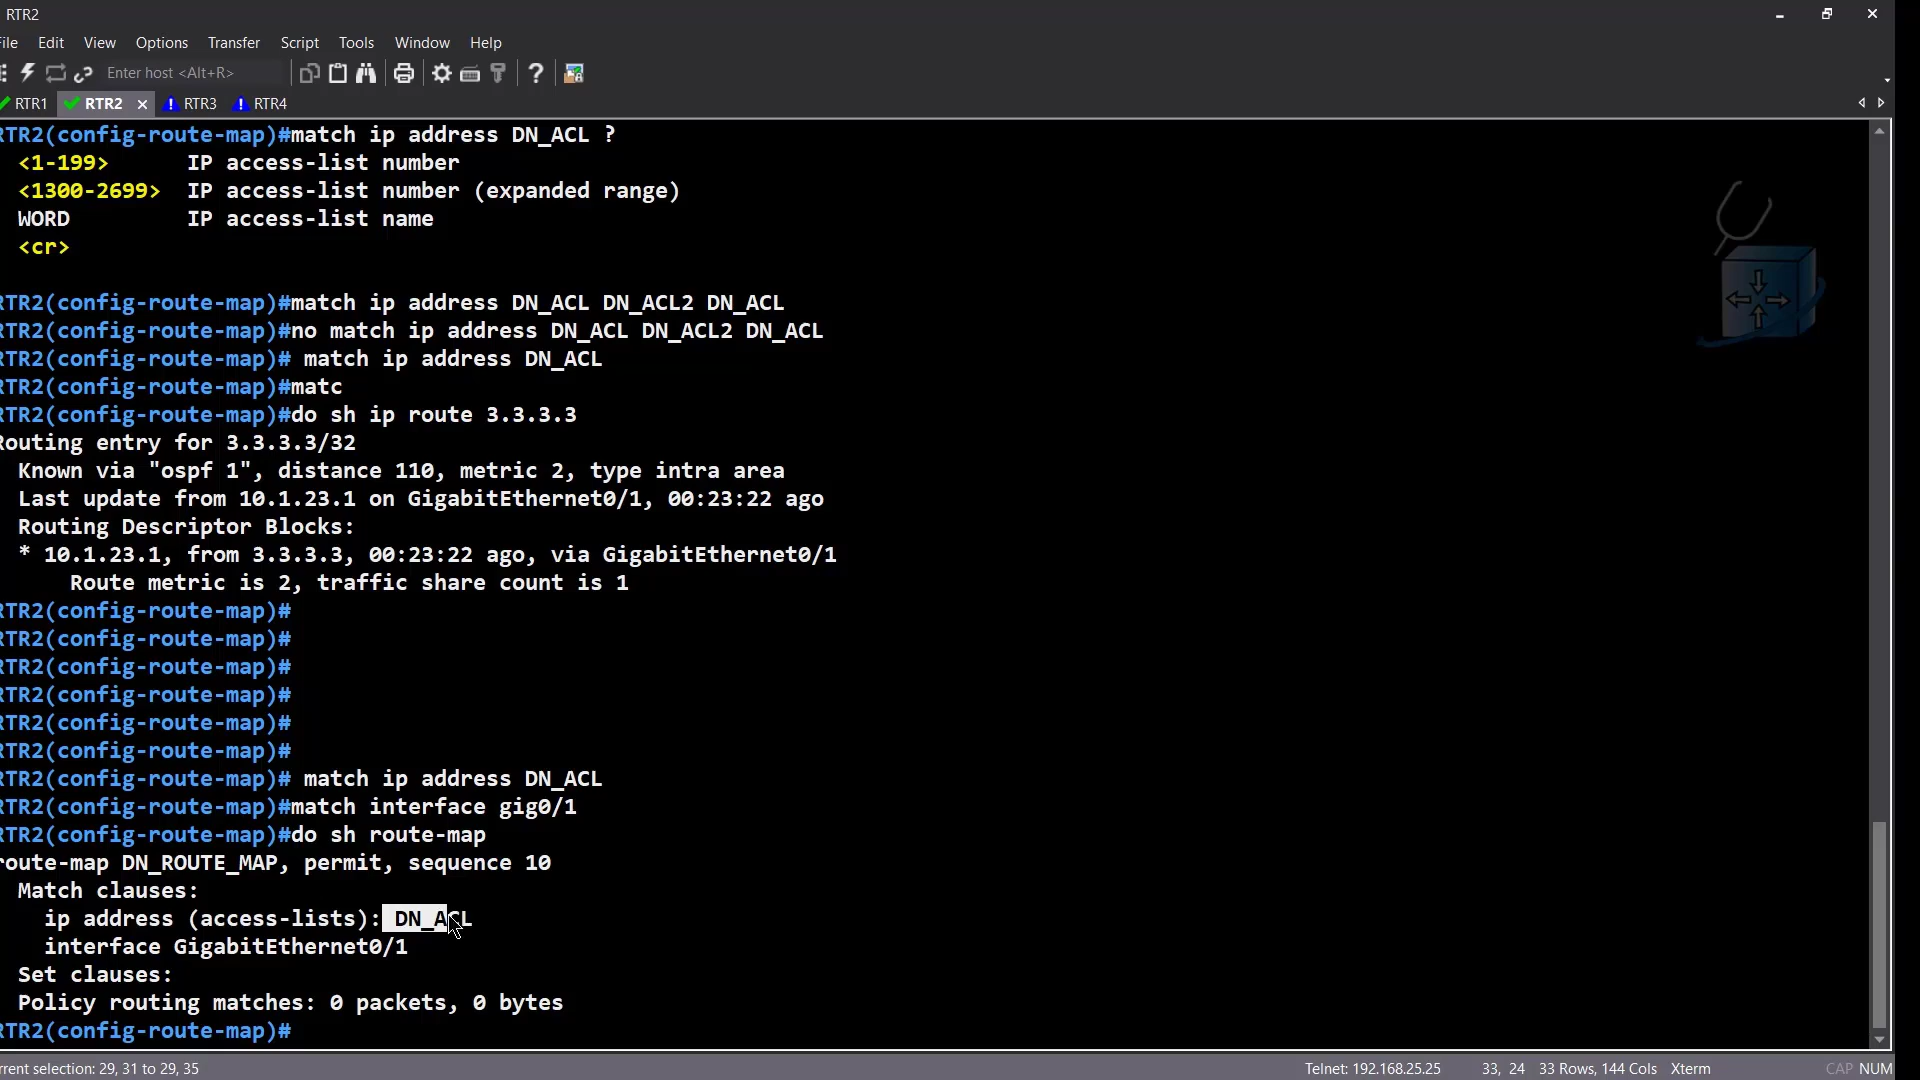 RTR2
File Edit View Options Transfer Script Tools Window Help
Enter host <Alt+R>
RTR1 RTR2 RTR3 RTR4
RTR2(config-route-map)#match ip address DN_ACL ?
<1-199> IP access-list number
<1300-2699> IP access-list number (expanded range)
WORD IP access-list name
<cr>
RTR2(config-route-map)#match ip address DN_ACL DN_ACL2 DN_ACL
RTR2(config-route-map)#no match ip address DN_ACL DN_ACL2 DN_ACL
RTR2(config-route-map)# match ip address DN_ACL
RTR2(config-route-map)#matc
RTR2(config-route-map)#do sh ip route 3.3.3.3
Routing entry for 3.3.3.3/32
Known via "ospf 1", distance 110, metric 2, type intra area
Last update from 10.1.23.1 on GigabitEthernet0/1, 00:23:22 ago
Routing Descriptor Blocks:
* 10.1.23.1, from 3.3.3.3, 00:23:22 ago, via GigabitEthernet0/1
Route metric is 2, traffic share count is 1
RTR2(config-route-map)#
RTR2(config-route-map)#
RTR2(config-route-map)#
RTR2(config-route-map)#
RTR2(config-route-map)#
RTR2(config-route-map)#
RTR2(config-route-map)# match ip address DN_ACL
RTR2(config-route-map)#match interface gig0/1
RTR2(config-route-map)#do sh route-map
route-map DN_ROUTE_MAP, permit, sequence 10
Match clauses:
ip address (access-lists): DN_ACL
interface GigabitEthernet0/1
Set clauses:
Policy routing matches: 0 packets, 0 bytes
RTR2(config-route-map)#
rrent selection: 29, 31 to 29, 35 Telnet: 192.168.25.25 33, 24 33 Rows, 144 Cols Xterm CAP NUM